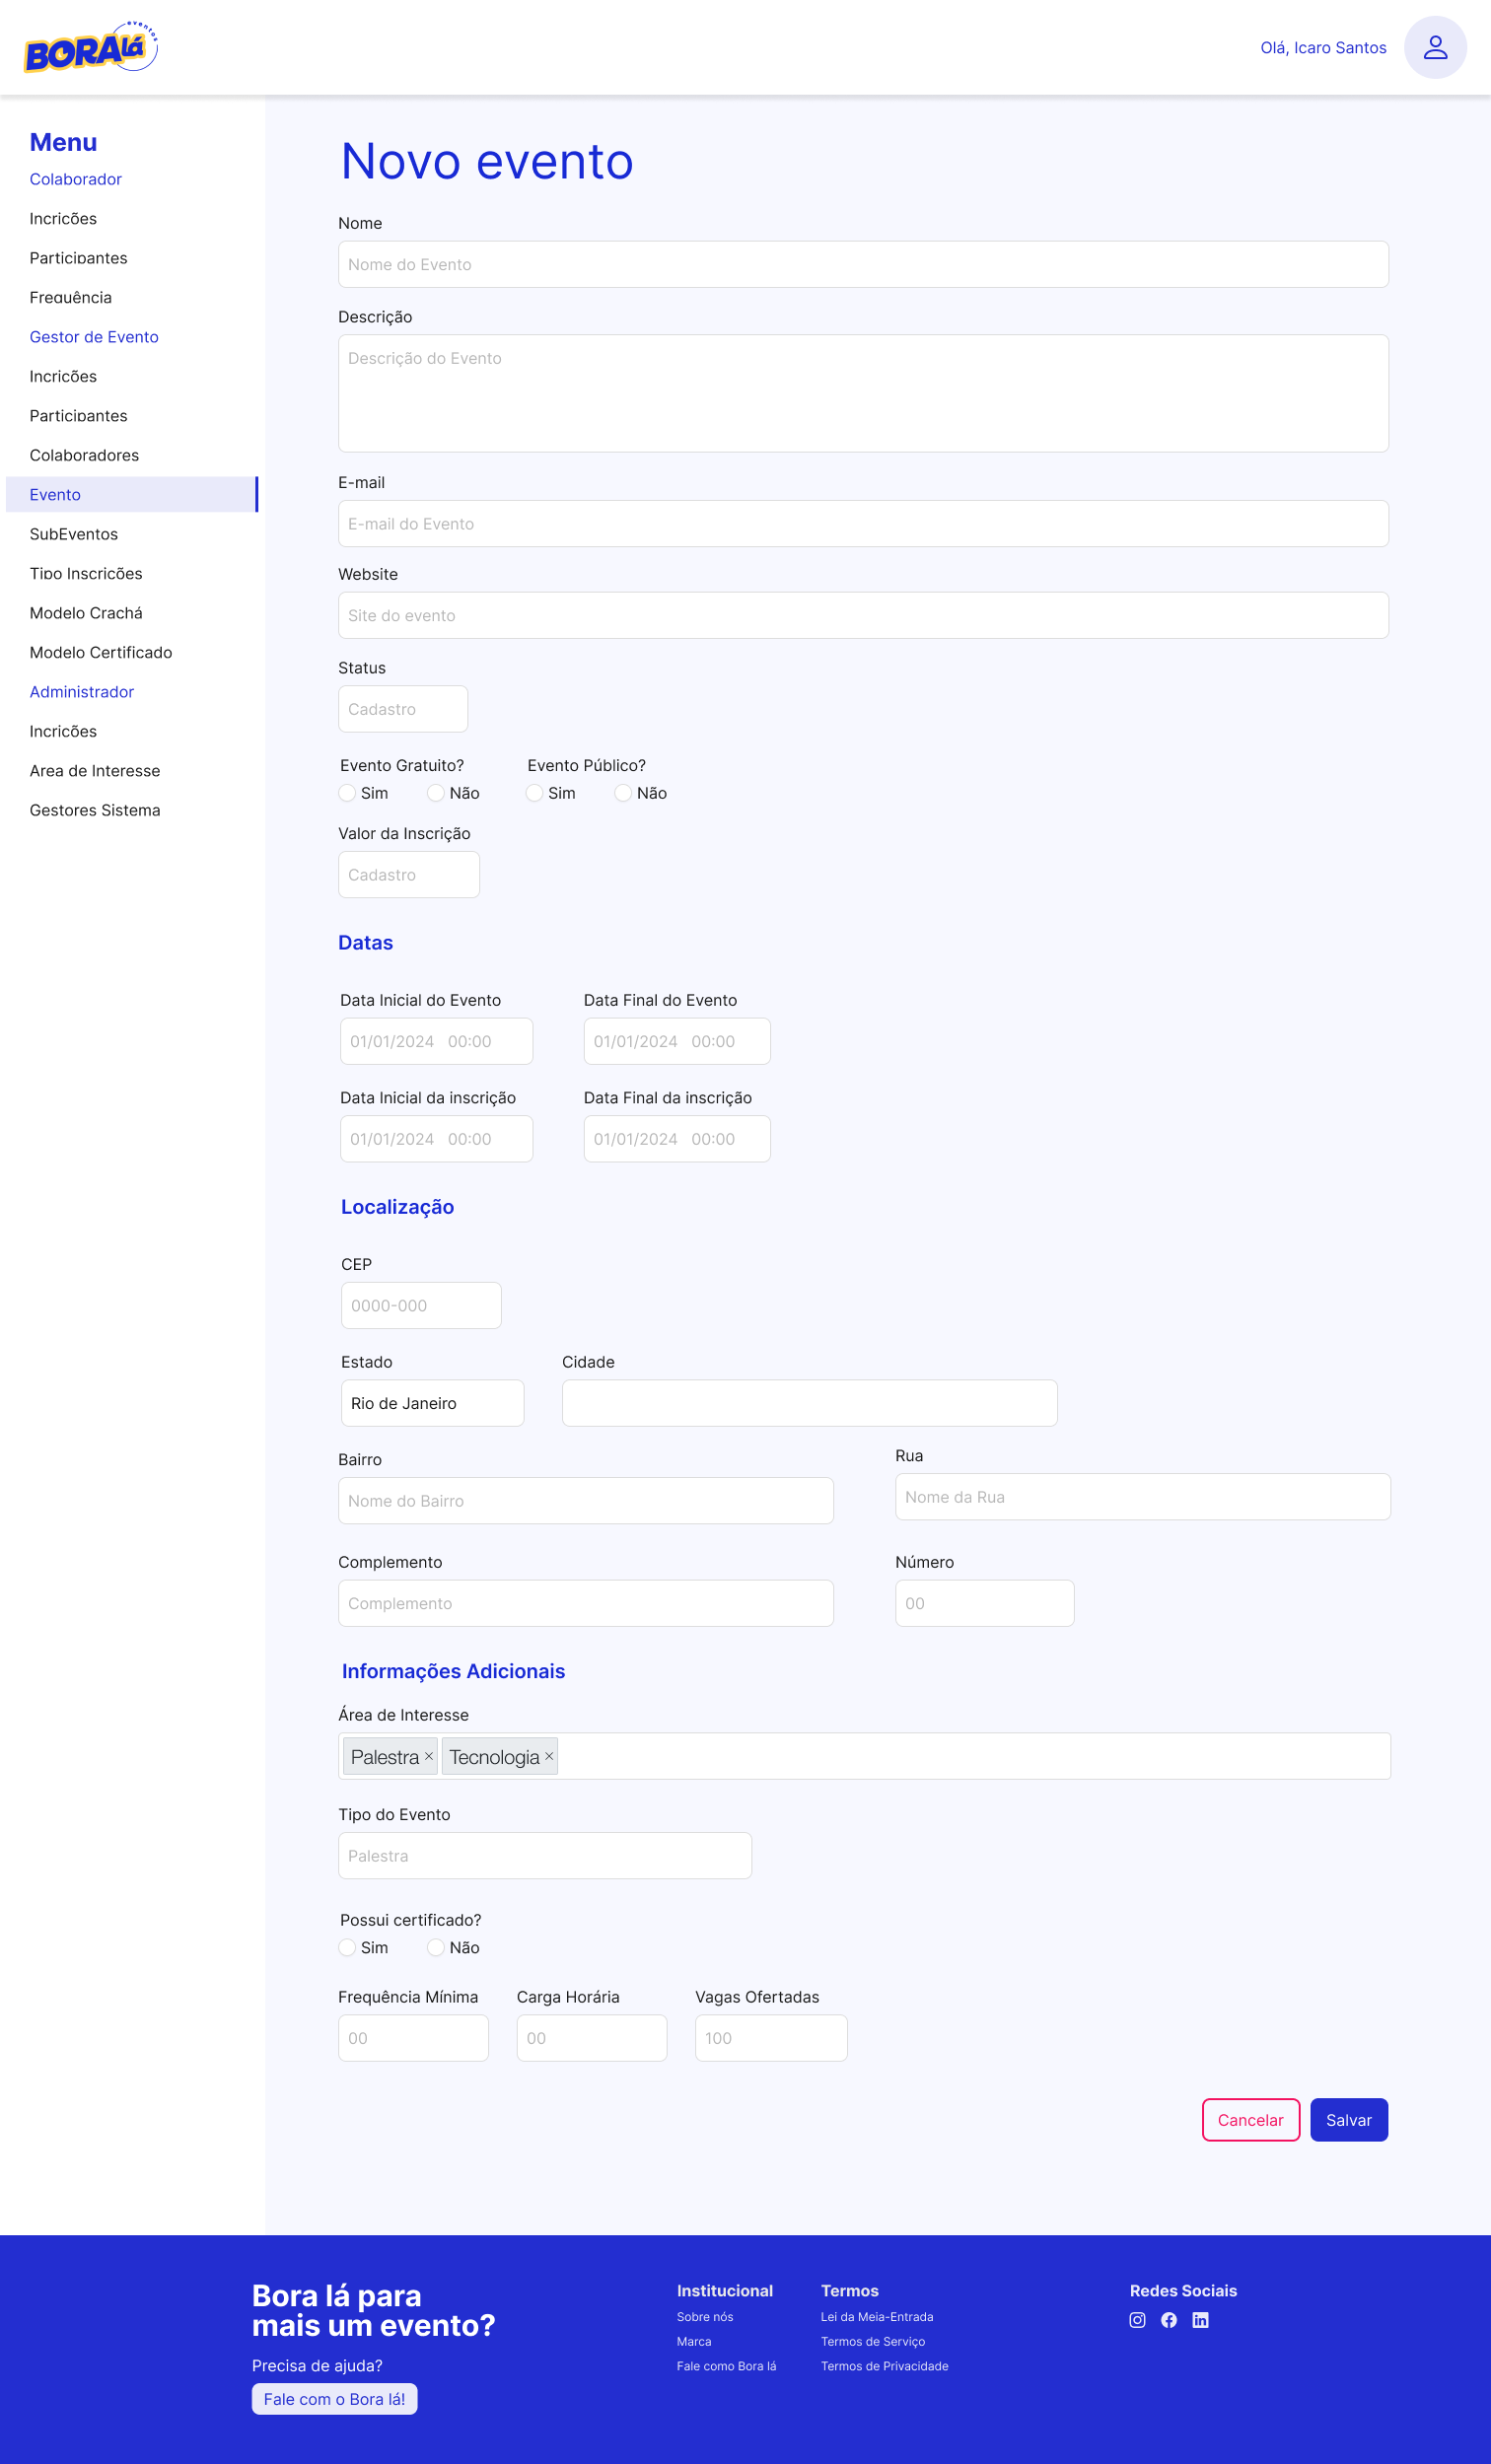 BORA lá eventos
Olá, Icaro Santos
Menu
Colaborador
Incricões
Participantes
Frequência
Gestor de Evento
Incricões
Participantes
Colaboradores
Evento
SubEventos
Tipo Inscrições
Modelo Crachá
Modelo Certificado
Administrador
Incricões
Area de Interesse
Gestores Sistema
Novo evento
Nome
Nome do Evento
Descrição
Descrição do Evento
E-mail
E-mail do Evento
Website
Site do evento
Status
Cadastro
Evento Gratuito? Evento Público?
Sim Não Sim Não
Valor da Inscrição
Cadastro
Datas
Data Inicial do Evento Data Final do Evento
01/01/2024 00:00 01/01/2024 00:00
Data Inicial da inscrição Data Final da inscrição
01/01/2024 00:00 01/01/2024 00:00
Localização
CEP
0000-000
Estado Cidade
Rio de Janeiro
Bairro Rua
Nome do Bairro Nome da Rua
Complemento Número
Complemento 00
Informações Adicionais
Área de Interesse
Palestra × Tecnologia ×
Tipo do Evento
Palestra
Possui certificado?
Sim Não
Frequência Mínima Carga Horária Vagas Ofertadas
00 00 100
Cancelar Salvar
Bora lá para
mais um evento?
Precisa de ajuda?
Fale com o Bora lá!
Institucional
Sobre nós
Marca
Fale como Bora lá
Termos
Lei da Meia-Entrada
Termos de Serviço
Termos de Privacidade
Redes Sociais